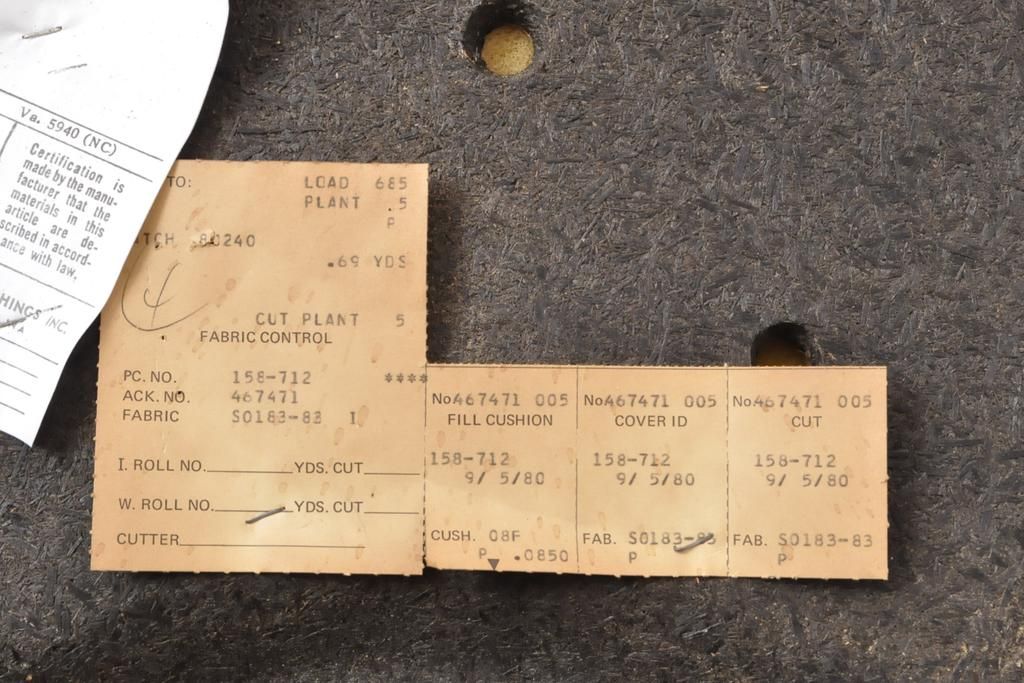 Va. 5940 (NC)
Certification is
made by the manu-
facturer that the
materials in this
article are de-
scribed in accord-
ance with law.
HINGS INC.
TO:
LOAD 685
PLANT 5
P
TCH 80240
.69 YDS
4
CUT PLANT 5
FABRIC CONTROL
PC. NO. 158-712 ****
ACK. NO. 467471
FABRIC S0183-83 I
I. ROLL NO. YDS. CUT
W. ROLL NO. YDS. CUT
CUTTER
No467471 005
FILL CUSHION
158-712
9/ 5/80
CUSH. 08F
P .0850
No467471 005
COVER ID
158-712
9/ 5/80
FAB. S0183-83
P
No467471 005
CUT
158-712
9/ 5/80
FAB. S0183-83
P